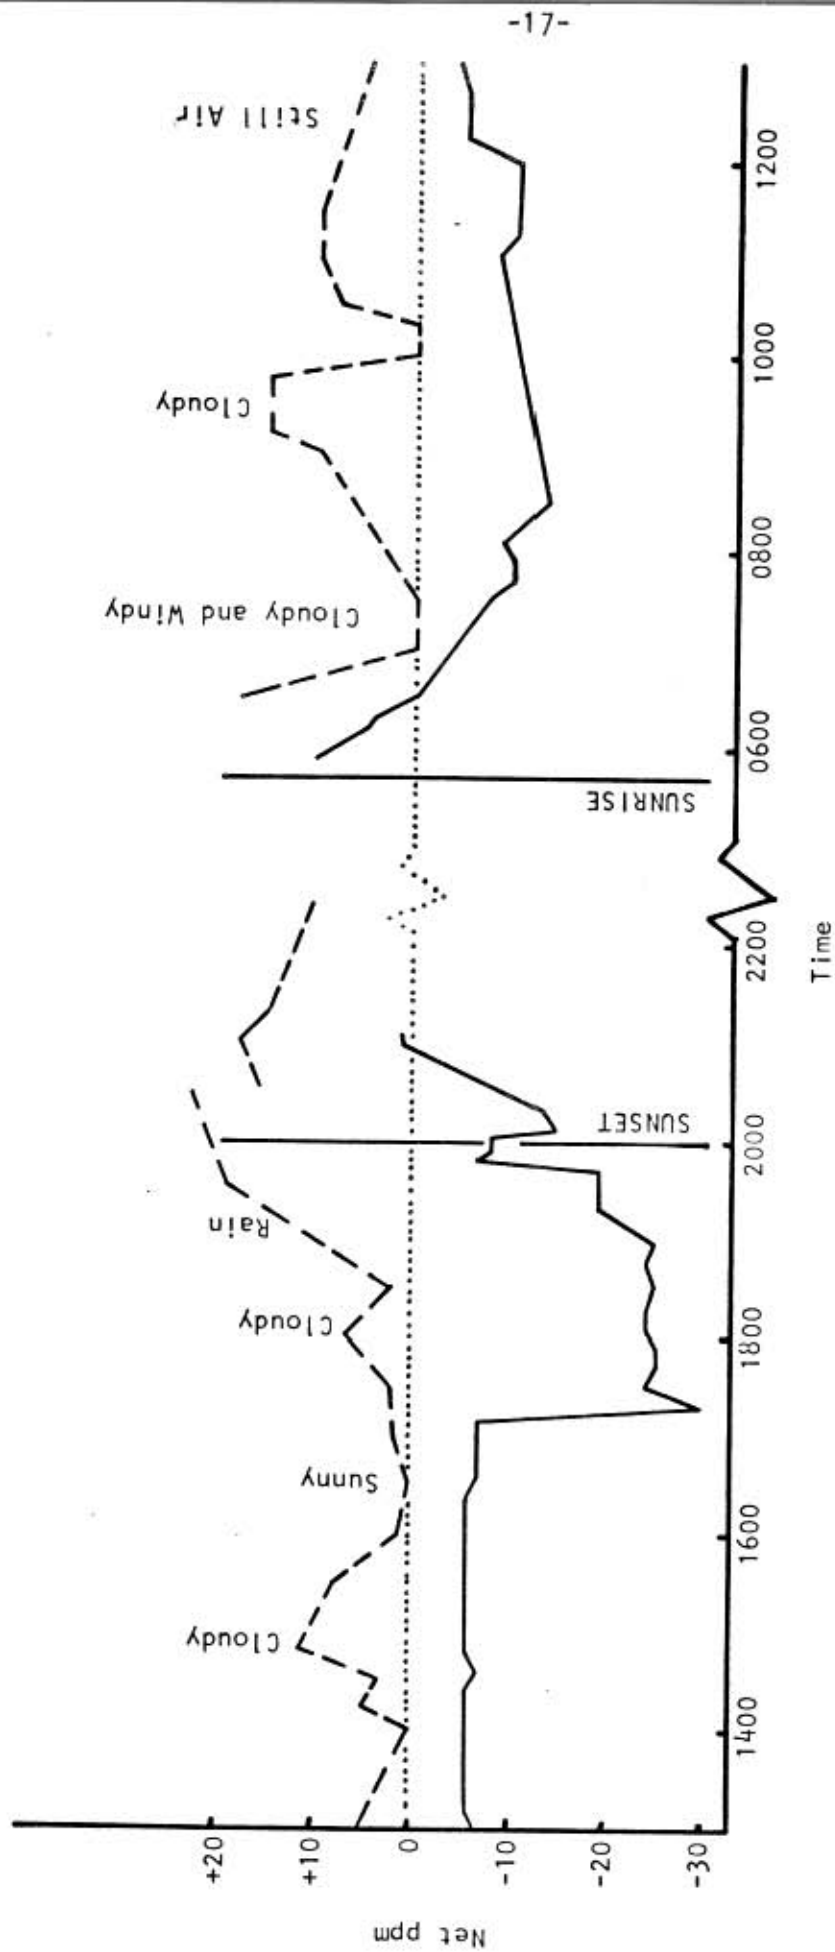 -17-
Net ppm
+20
+10
0
-10
-20
-30
Cloudy
Sunny
Cloudy
Rain
Cloudy and Windy
Cloudy
Still Air
SUNSET
SUNRISE
1400
1600
1800
2000
2200
0600
0800
1000
1200
Time